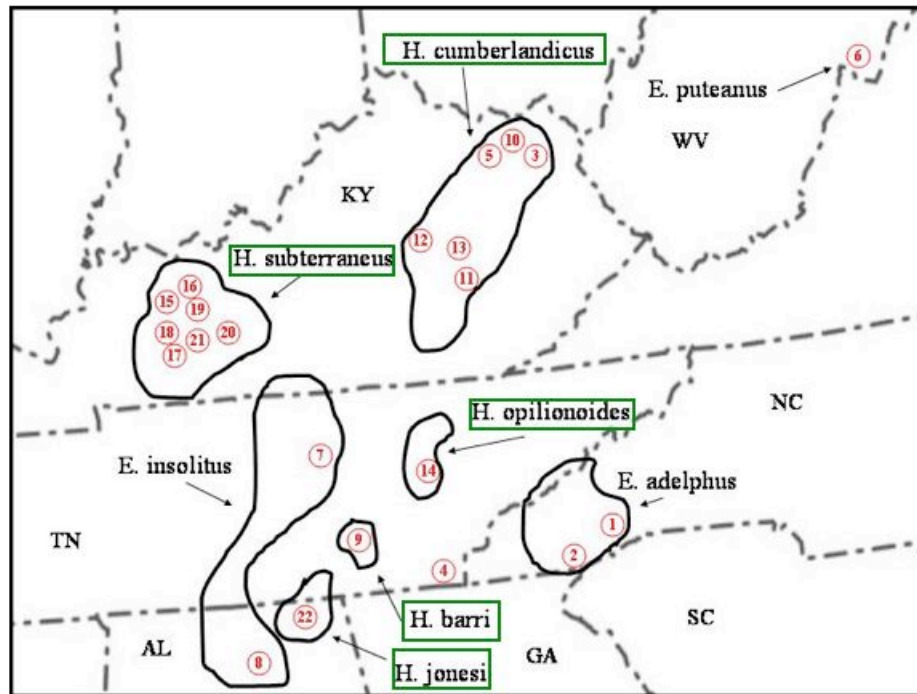 H. cumberlandicus
6
E. puteanus
10
5
3
WV
KY
12
13
H. subterraneus
11
16
15
19
18
21
20
17
NC
H. opilionoides
7
E. insolitus
14
E. adelphus
1
TN
9
2
4
22
H. barri
SC
AL
8
H. jonesi
GA